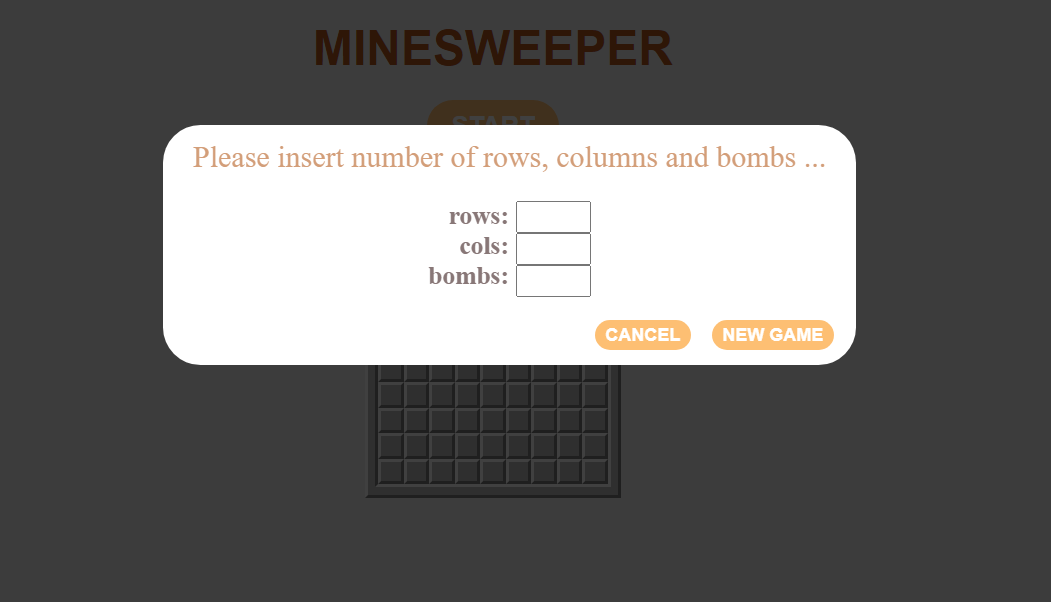 MINESWEEPER
START
Please insert number of rows, columns and bombs ...
rows:
cols:
bombs:
CANCEL NEW GAME